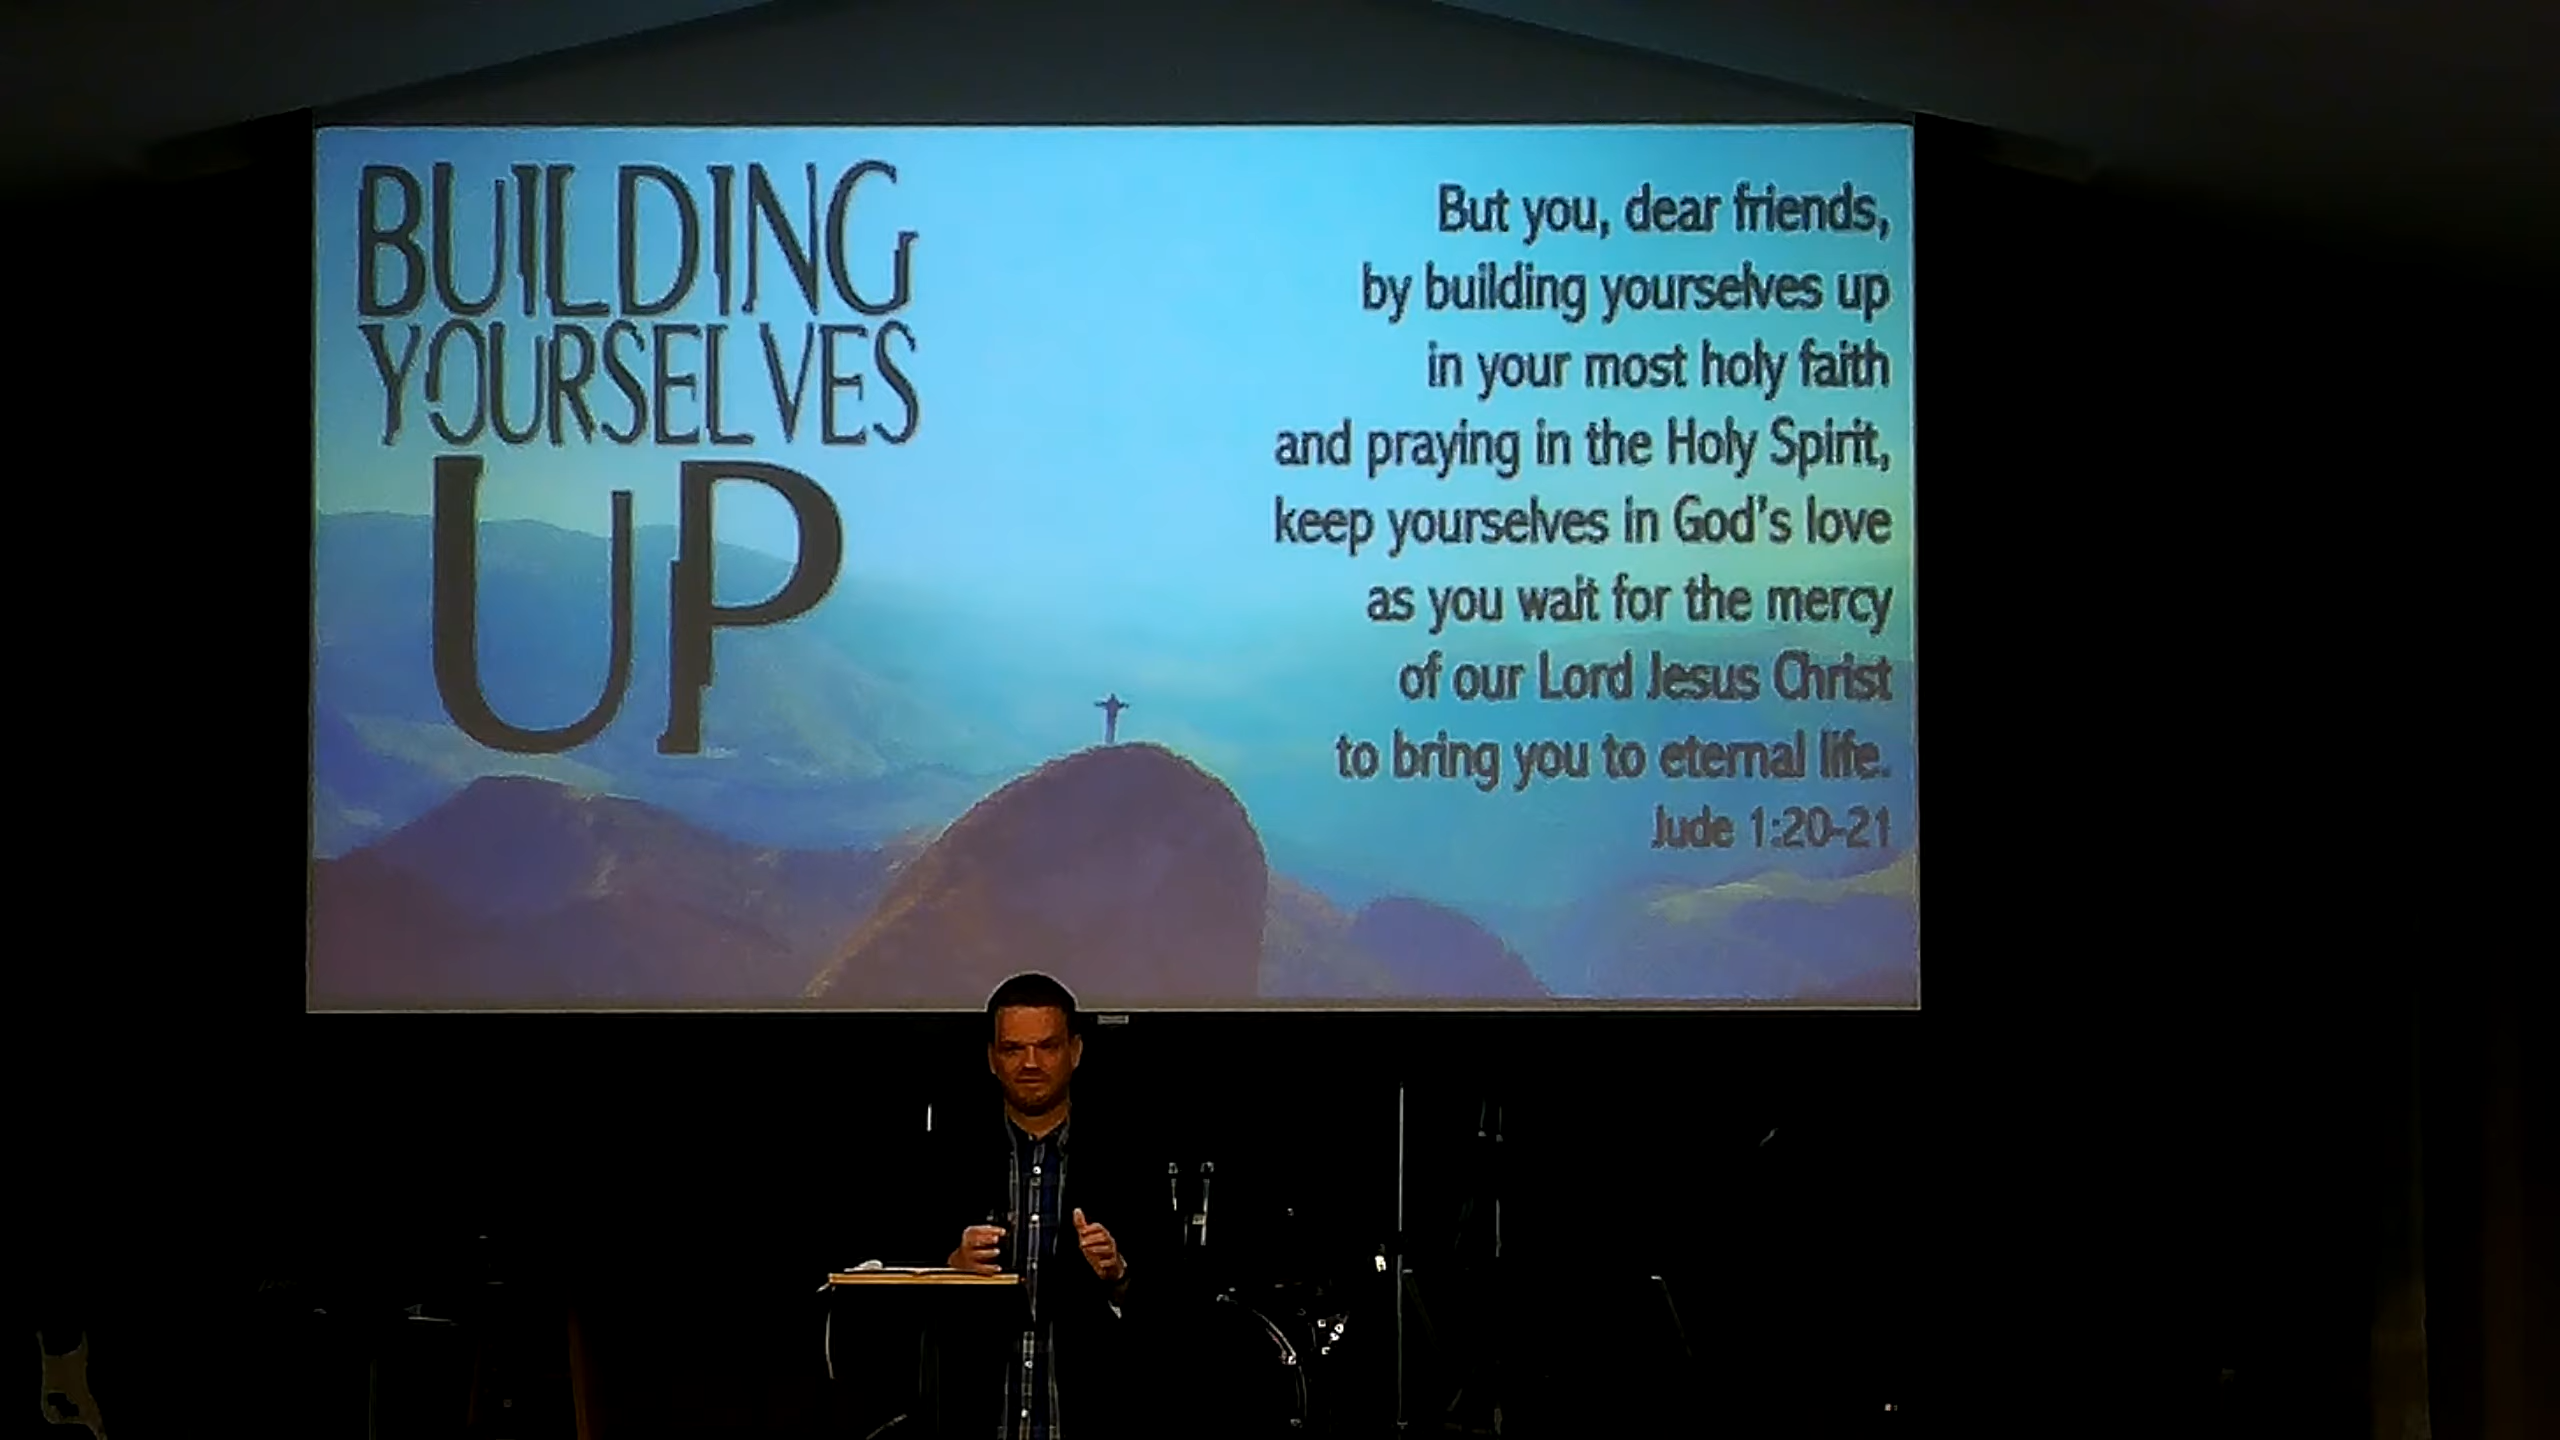 BUILDING
YOURSELVES
UP
But you, dear friends,
by building yourselves up
in your most holy faith
and praying in the Holy Spirit,
keep yourselves in God's love
as you wait for the mercy
of our Lord Jesus Christ
to bring you to eternal life.
Jude 1:20-21